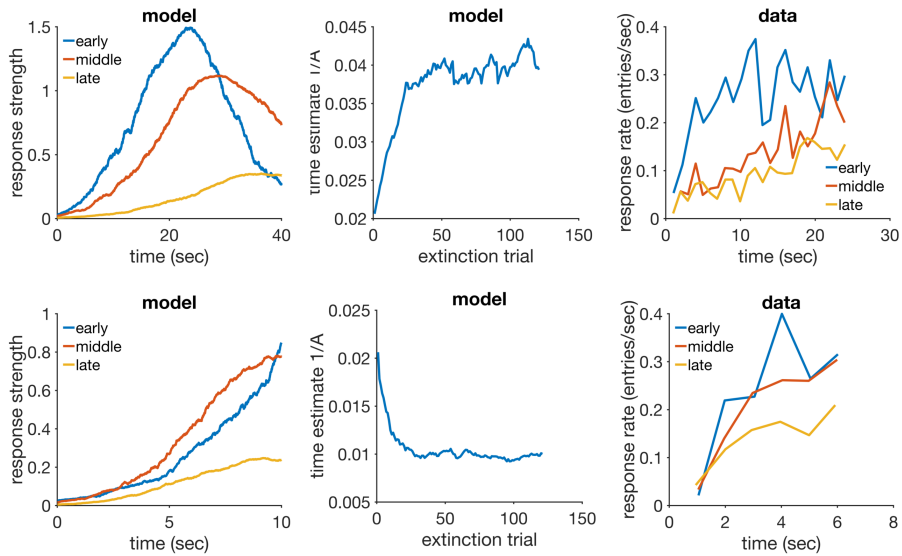 model
response strength
1.5
1
0.5
0
early
middle
late
0
20
40
time (sec)
model
time estimate 1/A
0.045
0.04
0.035
0.03
0.025
0.02
0
50
100
150
extinction trial
data
response rate (entries/sec)
0.4
0.3
0.2
0.1
0
early
middle
late
0
10
20
30
time (sec)
model
response strength
1
0.8
0.6
0.4
0.2
0
early
middle
late
0
5
10
time (sec)
model
time estimate 1/A
0.025
0.020
0.015
0.010
0.005
0
50
100
150
extinction trial
data
response rate (entries/sec)
0.4
0.3
0.2
0.1
0
early
middle
late
0
2
4
6
8
time (sec)